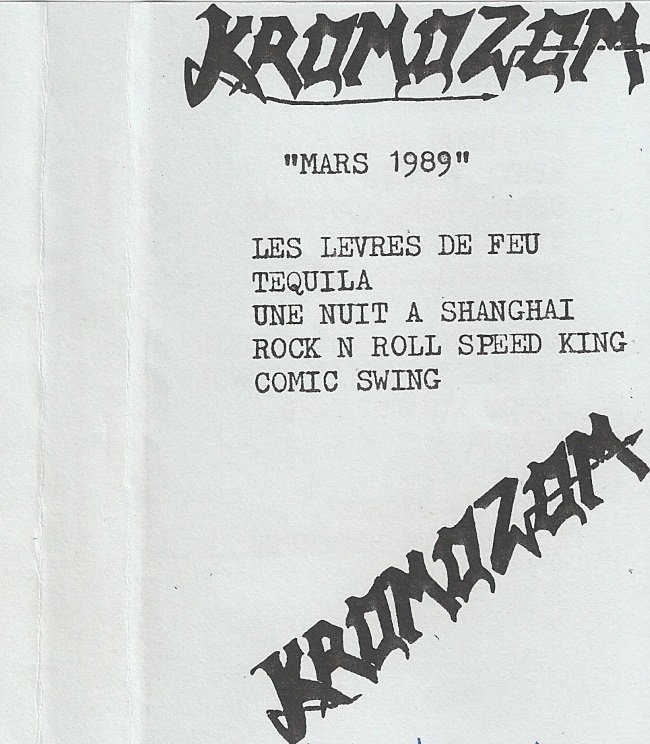 KROMOZOM
"MARS 1989"
LES LEVRES DE FEU
TEQUILA
UNE NUIT A SHANGHAI
ROCK N ROLL SPEED KING
COMIC SWING
KROMOZOM